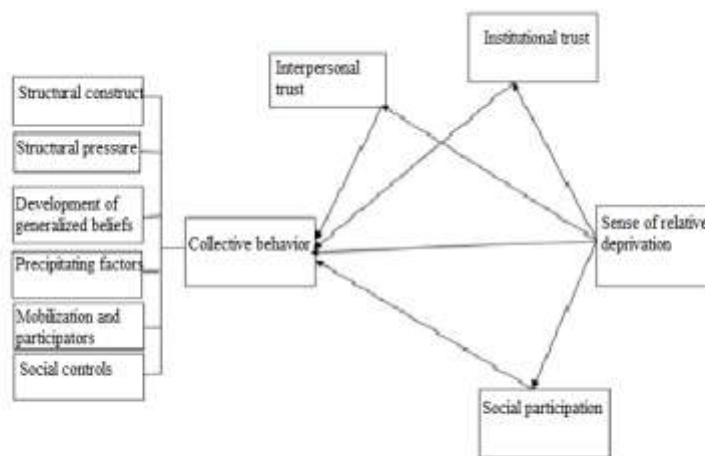 Institutional trust
Interpersonal
trust
Structural construct
Structural pressure
Development of
generalized beliefs
Precipitating factors
Mobilization and
participators
Social controls
Collective behavior
Sense of relative
deprivation
Social participation